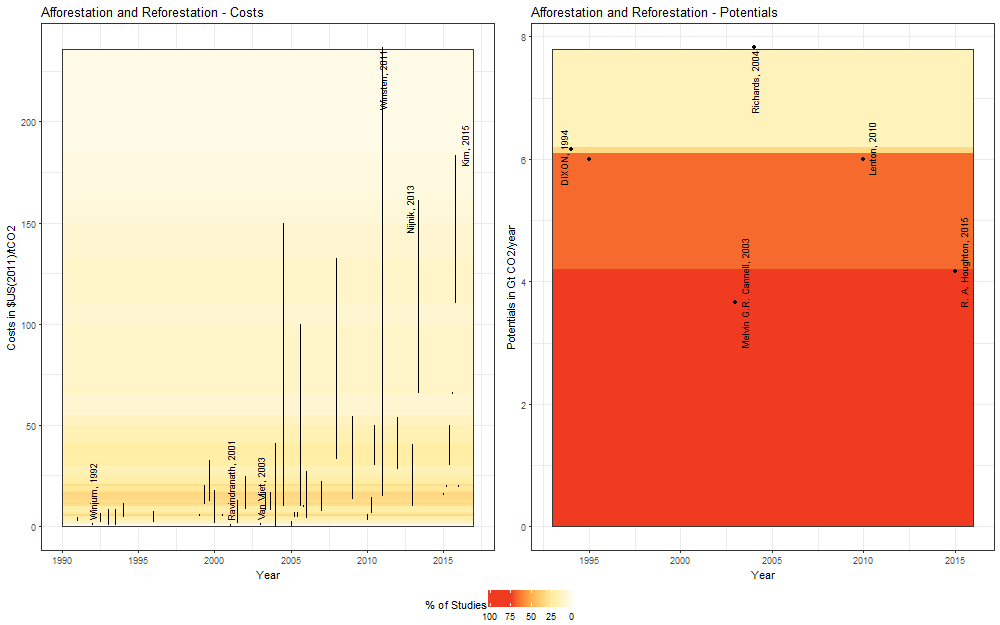 Afforestation and Reforestation - Costs
Costs in $US(2011)/tCO2
200
150
100
50
0
Winjum, 1992
Ravindranath, 2001
Van Vliet, 2003
Winsten, 2011
Nijnik, 2013
Kim, 2015
1990
1995
2000
2005
2010
2015
Year
Afforestation and Reforestation - Potentials
Potentials in Gt CO2/year
8
6
4
2
0
DIXON, 1994
Richards, 2004
Melvin G.R. Cannell, 2003
Lenton, 2010
R. A. Houghton, 2015
1995
2000
2005
2010
2015
Year
% of Studies
100 75 50 25 0